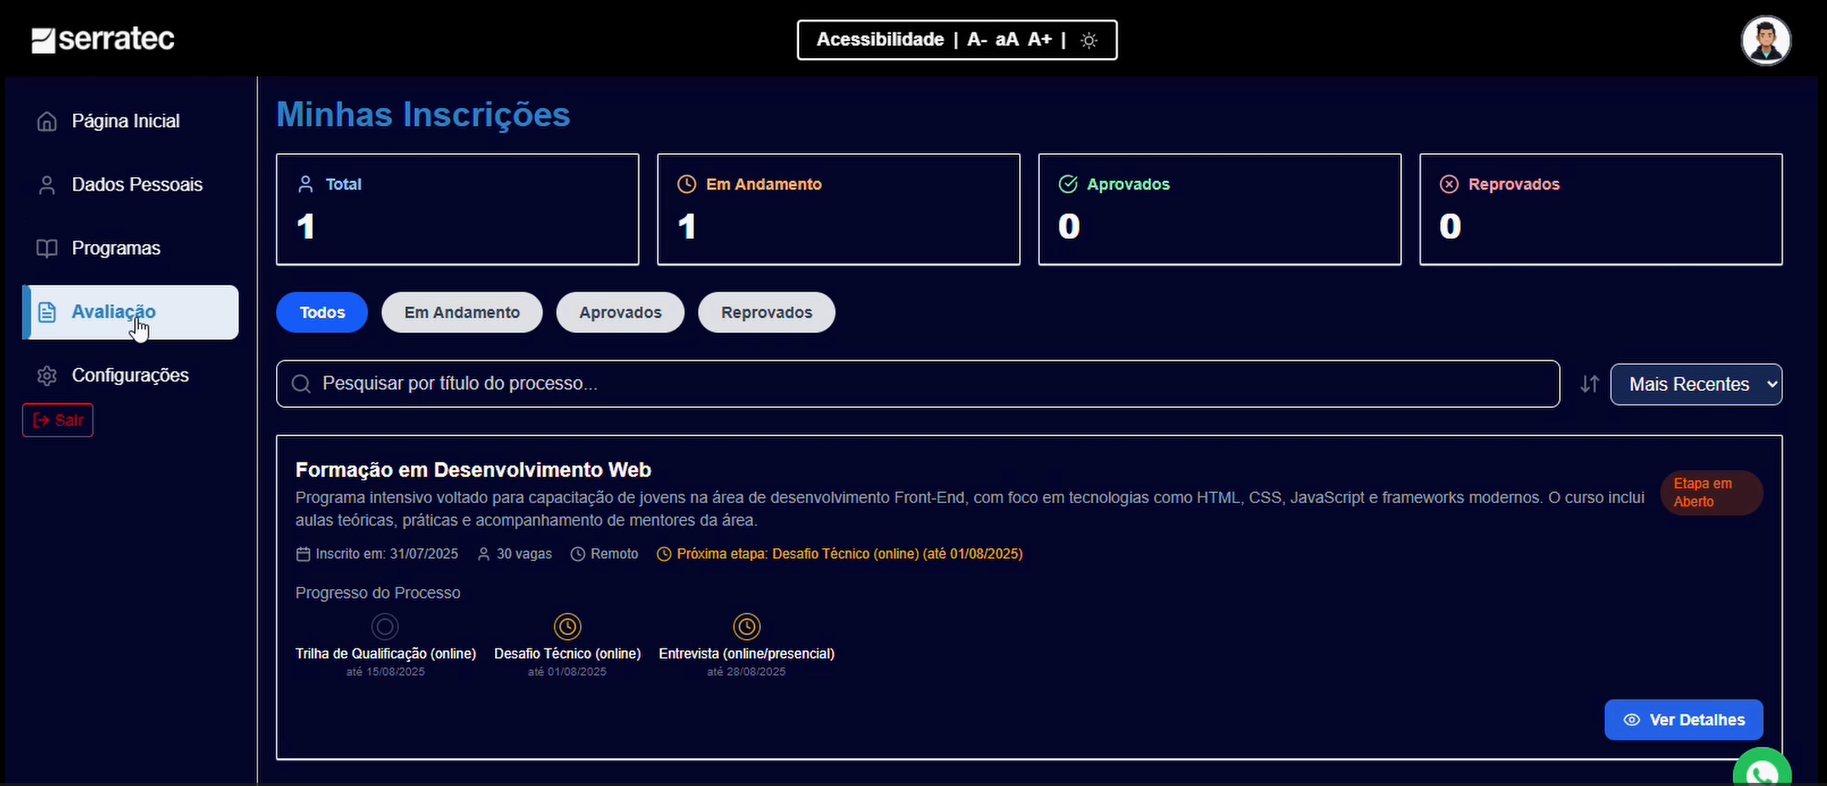 serratec
Acessibilidade | A- aA A+ |
Página Inicial
Dados Pessoais
Programas
Avaliação
Configurações
Sair
Minhas Inscrições
Total
1
Em Andamento
1
Aprovados
0
Reprovados
0
Todos
Em Andamento
Aprovados
Reprovados
Pesquisar por título do processo...
Mais Recentes
Formação em Desenvolvimento Web
Programa intensivo voltado para capacitação de jovens na área de desenvolvimento Front-End, com foco em tecnologias como HTML, CSS, JavaScript e frameworks modernos. O curso inclui
aulas teóricas, práticas e acompanhamento de mentores da área.
Etapa em
Aberto
Inscrito em: 31/07/2025
30 vagas
Remoto
Próxima etapa: Desafio Técnico (online) (até 01/08/2025)
Progresso do Processo
Trilha de Qualificação (online)
até 15/08/2025
Desafio Técnico (online)
até 01/08/2025
Entrevista (online/presencial)
até 28/08/2025
Ver Detalhes